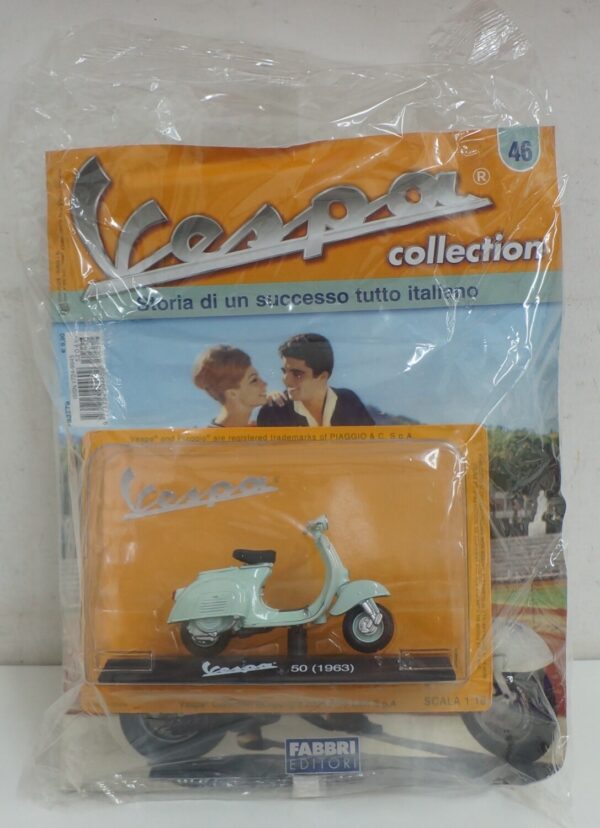 46
Vespa®
collection
Storia di un successo tutto italiano
Vespa® and Piaggio® are registered trademarks of PIAGGIO & C. S.p.A.
Vespa
Vespa 50 (1963)
SCALA 1:18
FABBRI
EDITORI